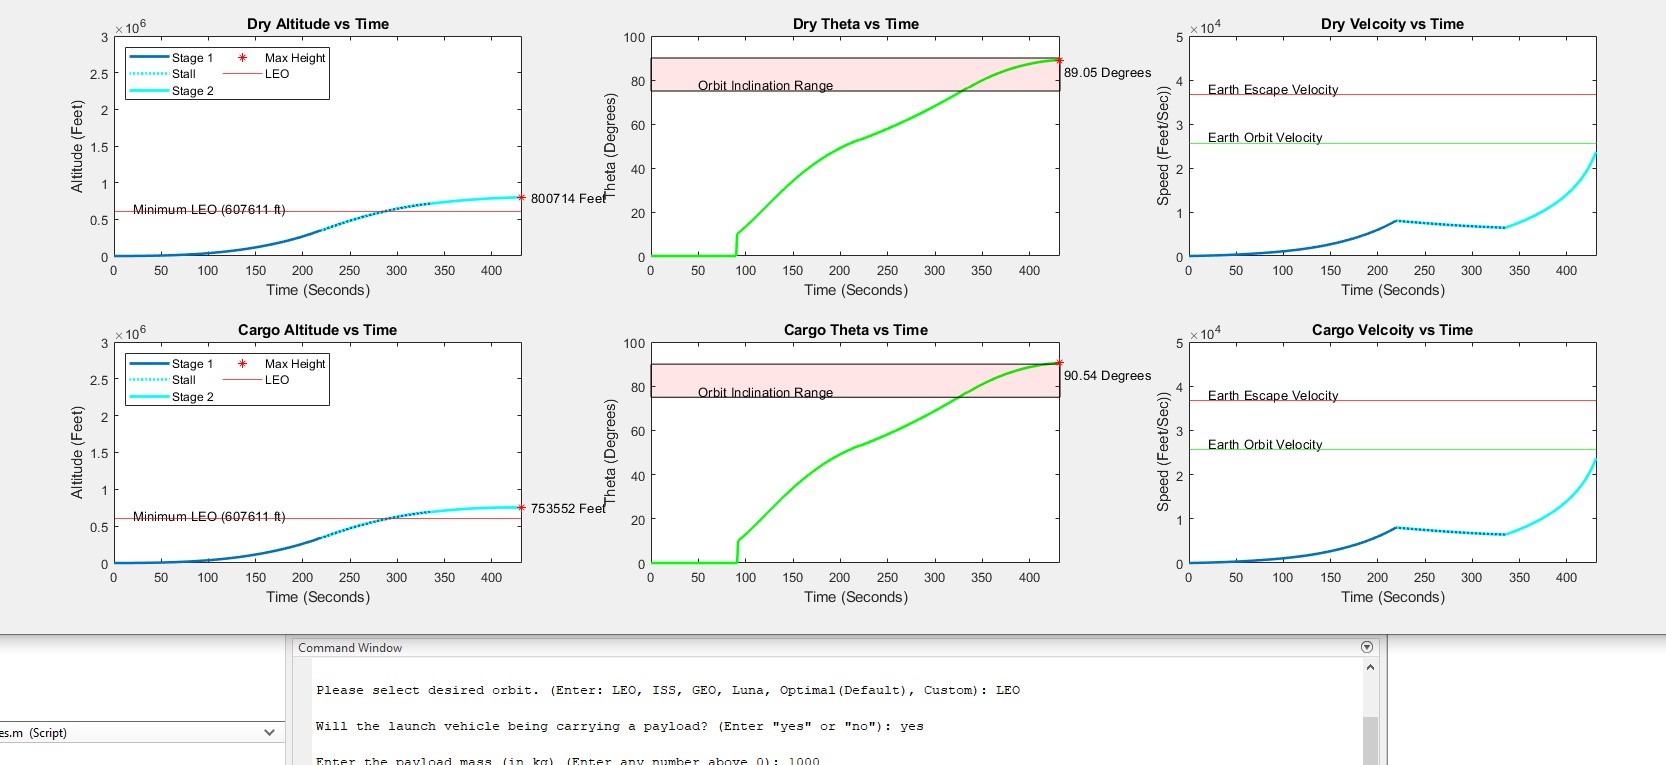 Dry Altitude vs Time
×10^6
3
2.5
2
1.5
1
0.5
0
Altitude (Feet)
Stage 1
Stall
Stage 2
Max Height
LEO
Minimum LEO (607611 ft)
800714 Feet
0 50 100 150 200 250 300 350 400
Time (Seconds)
Dry Theta vs Time
100
80
60
40
20
0
Theta (Degrees)
Orbit Inclination Range
89.05 Degrees
0 50 100 150 200 250 300 350 400
Time (Seconds)
Dry Velcoity vs Time
×10^4
5
4
3
2
1
0
Speed (Feet/Sec))
Earth Escape Velocity
Earth Orbit Velocity
0 50 100 150 200 250 300 350 400
Time (Seconds)
Cargo Altitude vs Time
×10^6
3
2.5
2
1.5
1
0.5
0
Altitude (Feet)
Stage 1
Stall
Stage 2
Max Height
LEO
Minimum LEO (607611 ft)
753552 Feet
0 50 100 150 200 250 300 350 400
Time (Seconds)
Cargo Theta vs Time
100
80
60
40
20
0
Theta (Degrees)
Orbit Inclination Range
90.54 Degrees
0 50 100 150 200 250 300 350 400
Time (Seconds)
Cargo Velcoity vs Time
×10^4
5
4
3
2
1
0
Speed (Feet/Sec))
Earth Escape Velocity
Earth Orbit Velocity
0 50 100 150 200 250 300 350 400
Time (Seconds)
Command Window
Please select desired orbit. (Enter: LEO, ISS, GEO, Luna, Optimal(Default), Custom): LEO
Will the launch vehicle being carrying a payload? (Enter "yes" or "no"): yes
es.m (Script)
Enter the payload mass (in kg) (Enter any number above 0): 1000